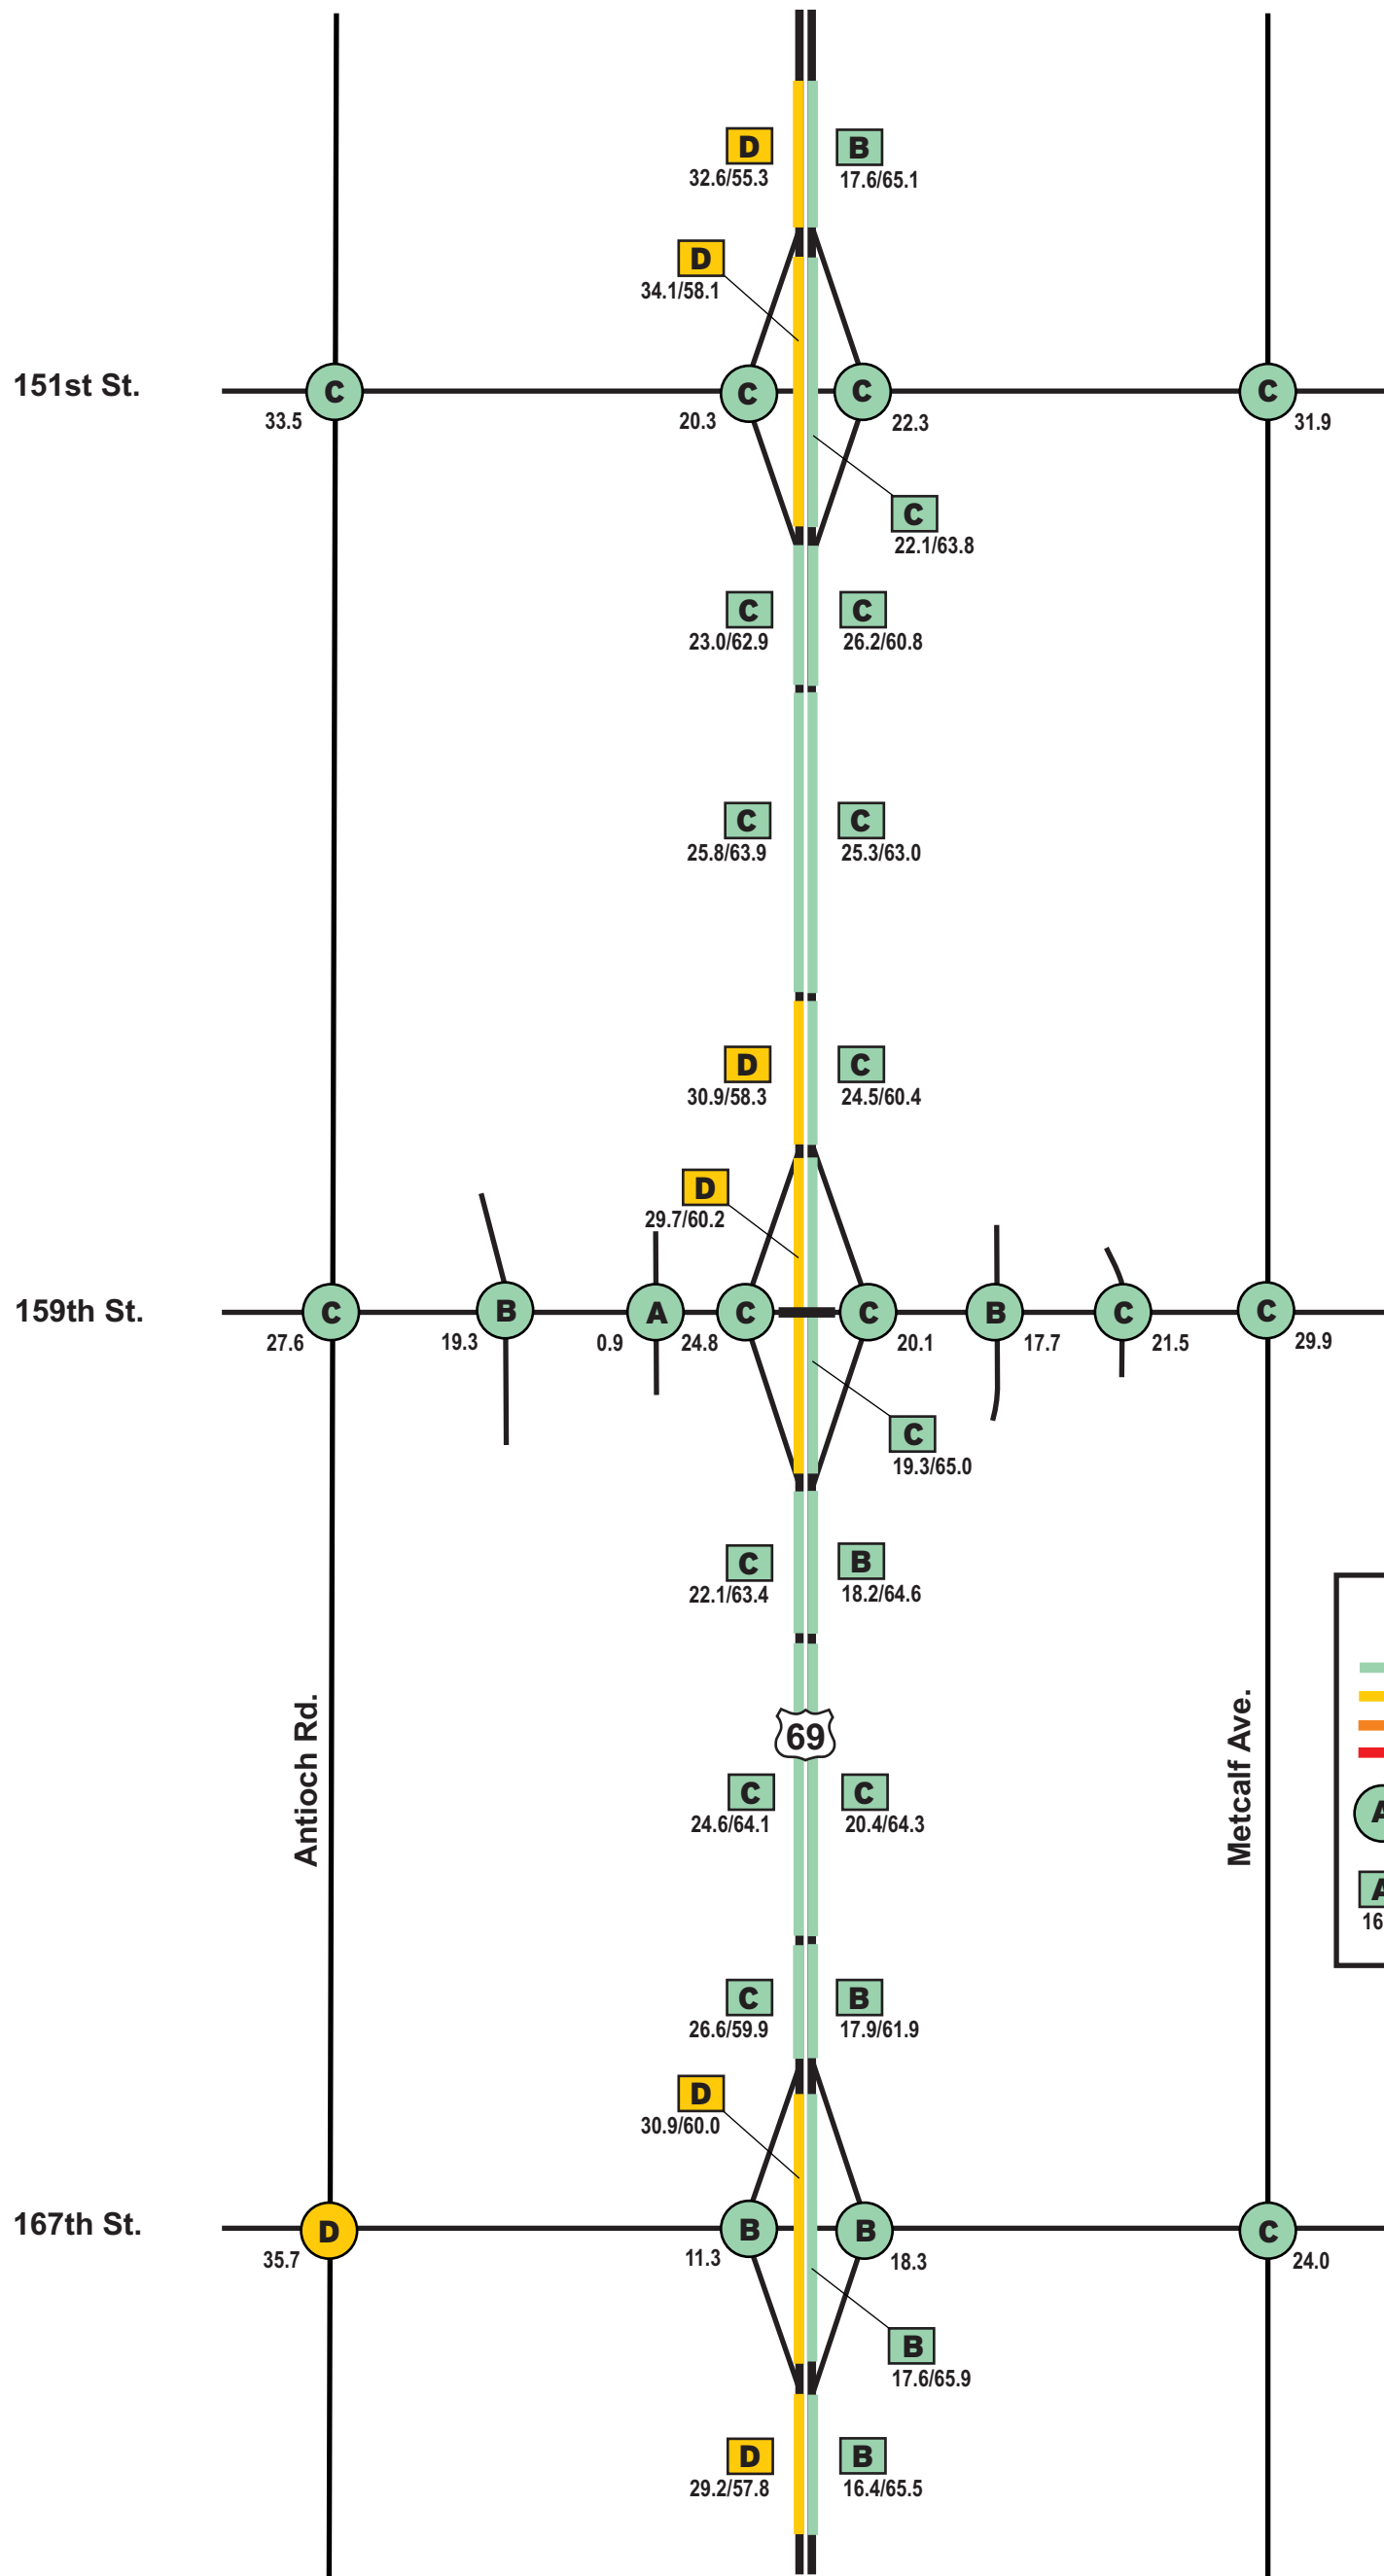 D
B
32.6/55.3
17.6/65.1
D
34.1/58.1
151st St.
C
C
C
C
33.5
20.3
22.3
31.9
C
22.1/63.8
C
C
23.0/62.9
26.2/60.8
C
C
25.8/63.9
25.3/63.0
D
C
30.9/58.3
24.5/60.4
D
29.7/60.2
159th St.
C
B
A
C
C
B
C
C
27.6
19.3
0.9
24.8
20.1
17.7
21.5
29.9
C
19.3/65.0
C
B
22.1/63.4
18.2/64.6
Antioch Rd.
69
Metcalf Ave.
C
C
24.6/64.1
20.4/64.3
A
A
16
C
B
26.6/59.9
17.9/61.9
D
30.9/60.0
167th St.
D
B
B
C
35.7
11.3
18.3
24.0
B
17.6/65.9
D
B
29.2/57.8
16.4/65.5